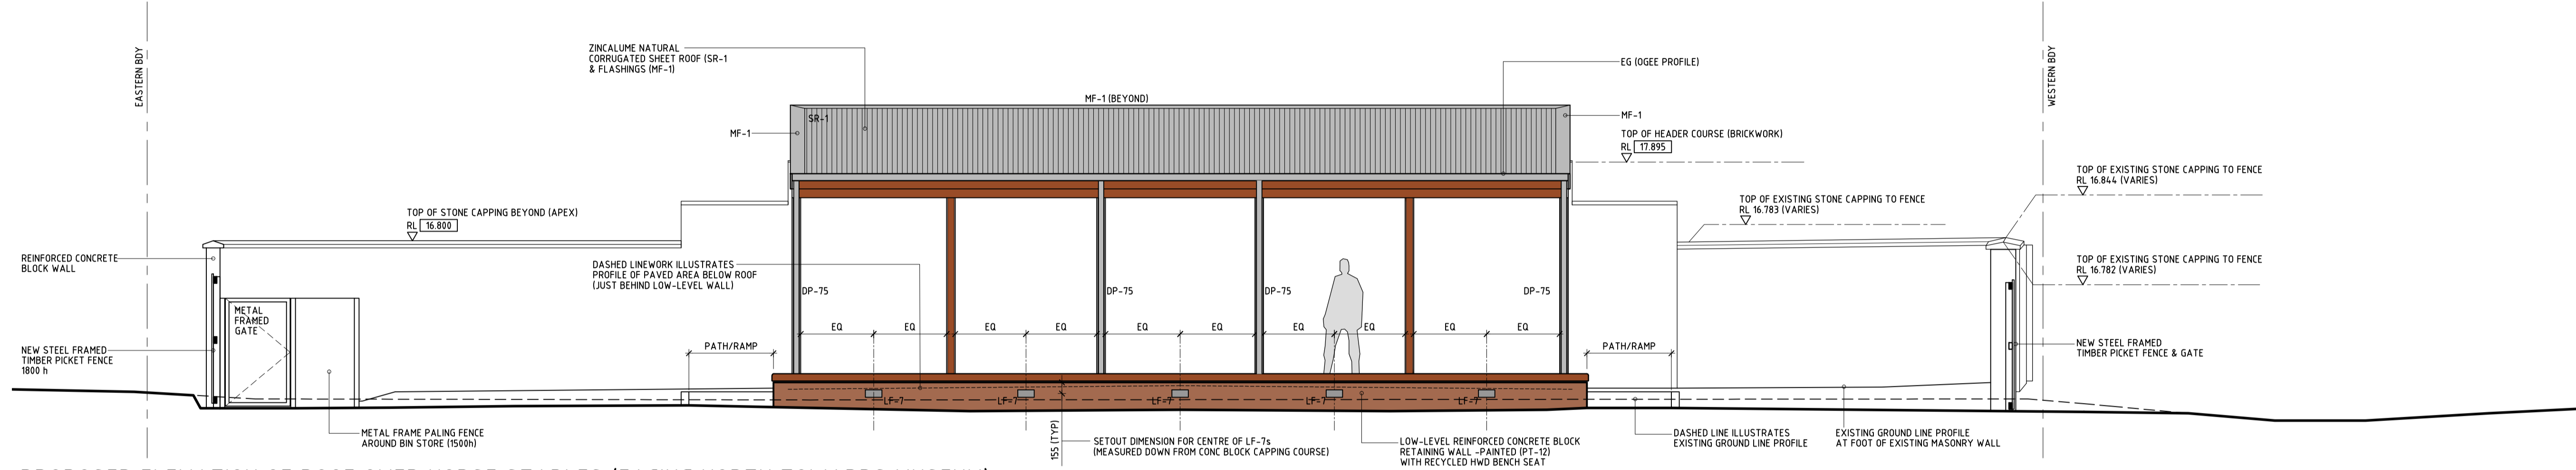 EASTERN BDY
ZINCALUME NATURAL
CORRUGATED SHEET ROOF (SR-1
& FLASHINGS (MF-1)
MF-1 (BEYOND)
EG (OGEE PROFILE)
WESTERN BDY
SR-1
MF-1
MF-1
TOP OF HEADER COURSE (BRICKWORK)
RL 17.895
TOP OF EXISTING STONE CAPPING TO FENCE
RL 16.844 (VARIES)
TOP OF EXISTING STONE CAPPING TO FENCE
RL 16.783 (VARIES)
TOP OF STONE CAPPING BEYOND (APEX)
RL 16.800
REINFORCED CONCRETE
BLOCK WALL
DASHED LINEWORK ILLUSTRATES
PROFILE OF PAVED AREA BELOW ROOF
(JUST BEHIND LOW-LEVEL WALL)
TOP OF EXISTING STONE CAPPING TO FENCE
RL 16.782 (VARIES)
DP-75
DP-75
DP-75
DP-75
METAL
FRAMED
GATE
EQ
EQ
EQ
EQ
EQ
EQ
EQ
EQ
EQ
EQ
NEW STEEL FRAMED
TIMBER PICKET FENCE
1800 h
PATH/RAMP
PATH/RAMP
NEW STEEL FRAMED
TIMBER PICKET FENCE & GATE
LF-7
LF-7
LF-7
LF-7
LF-7
METAL FRAME PALING FENCE
AROUND BIN STORE (1500h)
155 (TYP)
SETOUT DIMENSION FOR CENTRE OF LF-7s
(MEASURED DOWN FROM CONC BLOCK CAPPING COURSE)
LOW-LEVEL REINFORCED CONCRETE BLOCK
RETAINING WALL -PAINTED (PT-12)
WITH RECYCLED HWD BENCH SEAT
DASHED LINE ILLUSTRATES
EXISTING GROUND LINE PROFILE
EXISTING GROUND LINE PROFILE
AT FOOT OF EXISTING MASONRY WALL